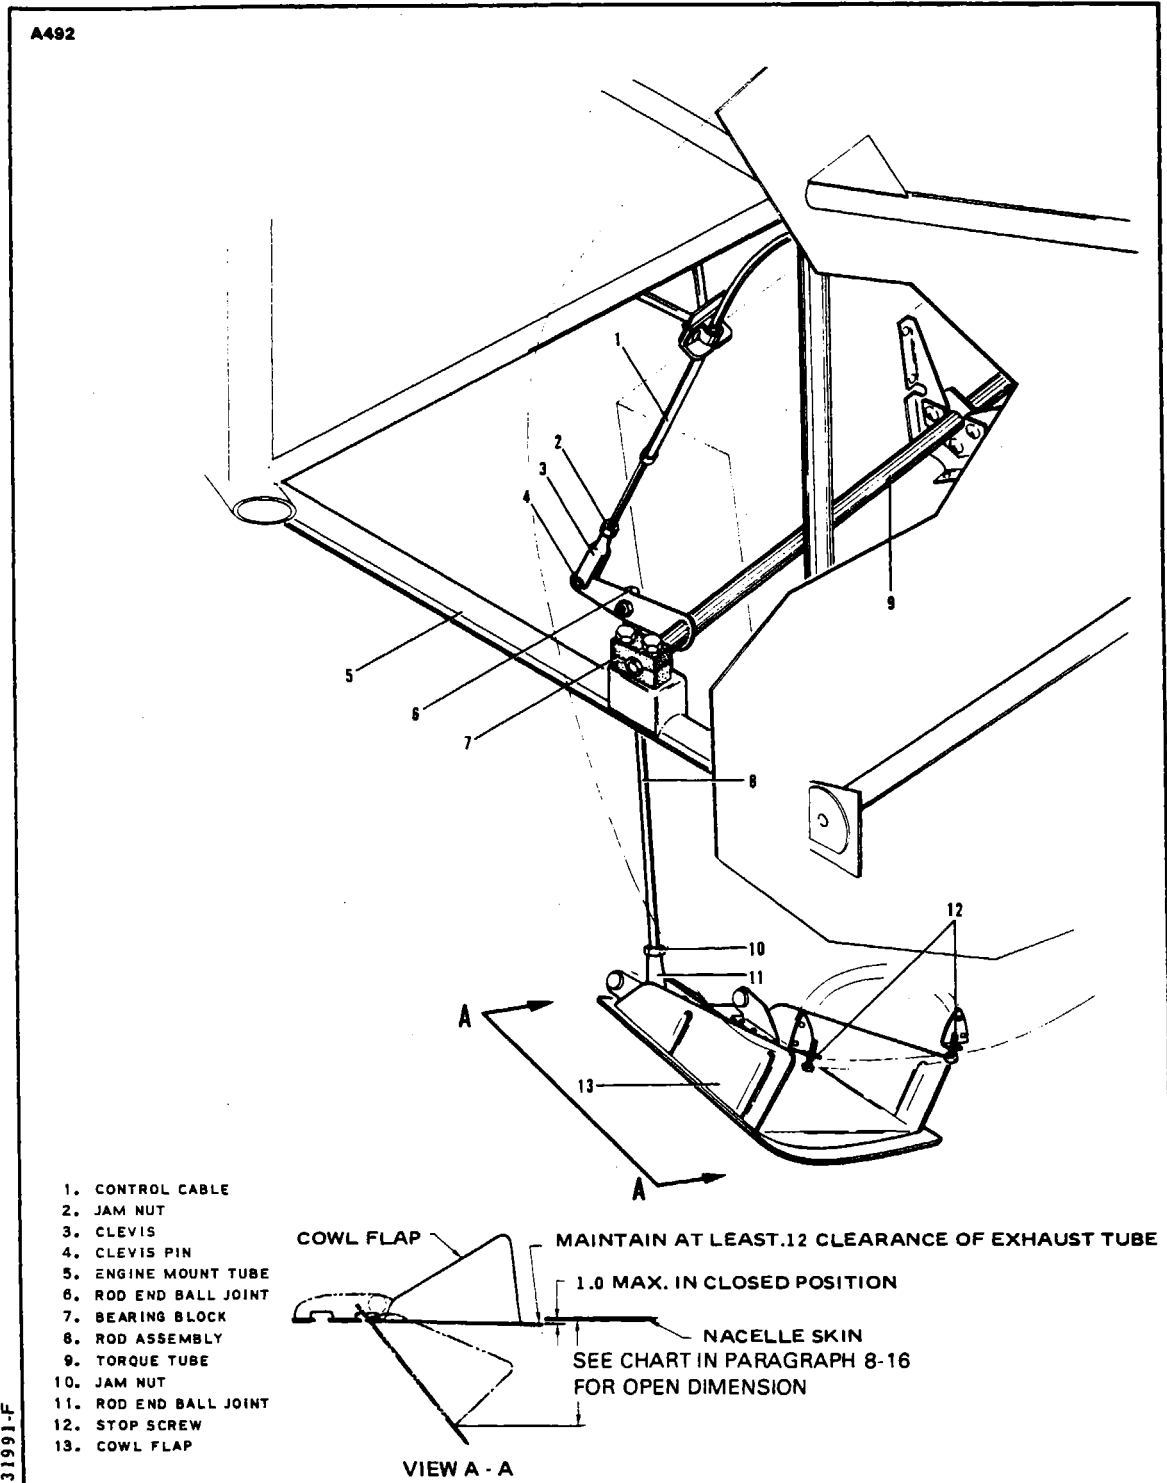 A492
1
2
3
4
5
6
7
8
9
10
11
12
13
A
A
1. CONTROL CABLE
2. JAM NUT
3. CLEVIS
4. CLEVIS PIN
5. ENGINE MOUNT TUBE
6. ROD END BALL JOINT
7. BEARING BLOCK
8. ROD ASSEMBLY
9. TORQUE TUBE
10. JAM NUT
11. ROD END BALL JOINT
12. STOP SCREW
13. COWL FLAP
COWL FLAP
MAINTAIN AT LEAST.12 CLEARANCE OF EXHAUST TUBE
1.0 MAX. IN CLOSED POSITION
NACELLE SKIN
SEE CHART IN PARAGRAPH 8-16
FOR OPEN DIMENSION
VIEW A - A
31991-F